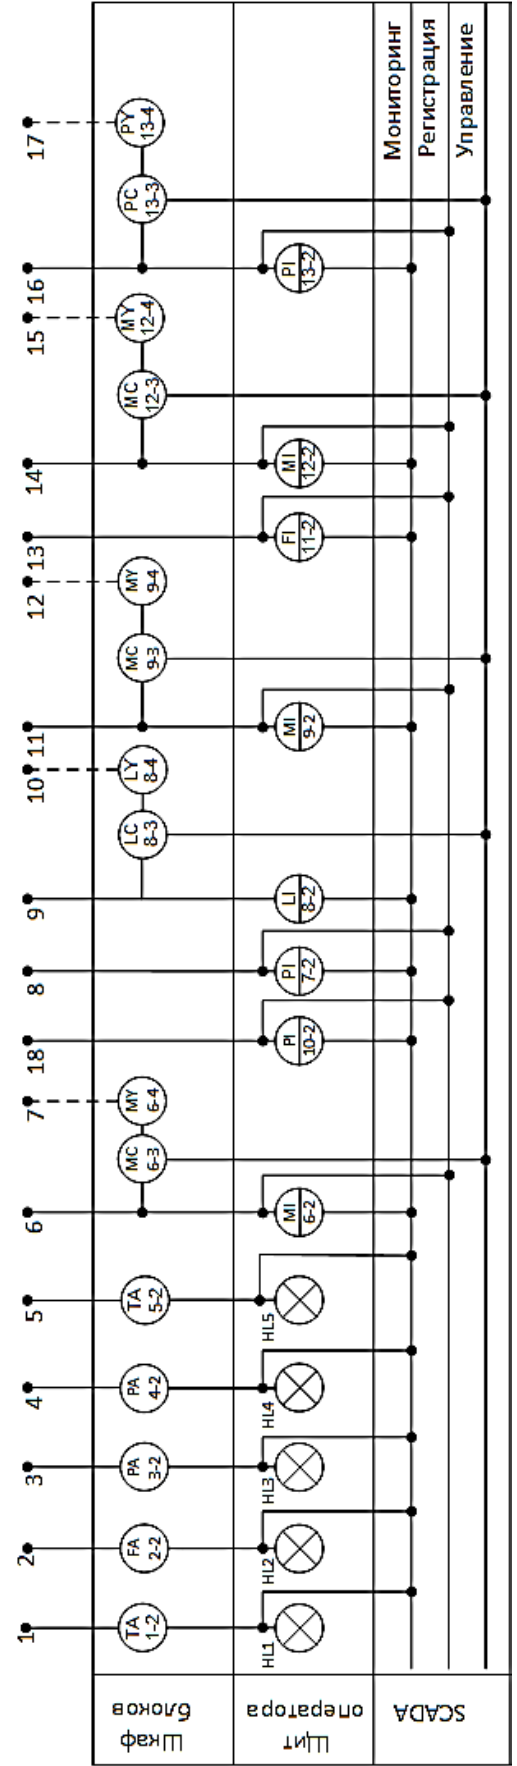 1
2
3
4
5
6
7
18
8
9
10
11
12
13
14
15
16
17
Шкаф
блоков
TA
1-2
FA
2-2
PA
3-2
PA
4-2
TA
5-2
MC
6-3
MY
6-4
LC
8-3
LY
8-4
MC
9-3
MY
9-4
MC
12-3
MY
12-4
PC
13-3
PY
13-4
Щит
оператора
HL1
HL2
HL3
HL4
HL5
MI
6-2
PI
10-2
PI
7-2
LI
8-2
MI
9-2
FI
11-2
MI
12-2
PI
13-2
SCADA
Мониторинг
Регистрация
Управление